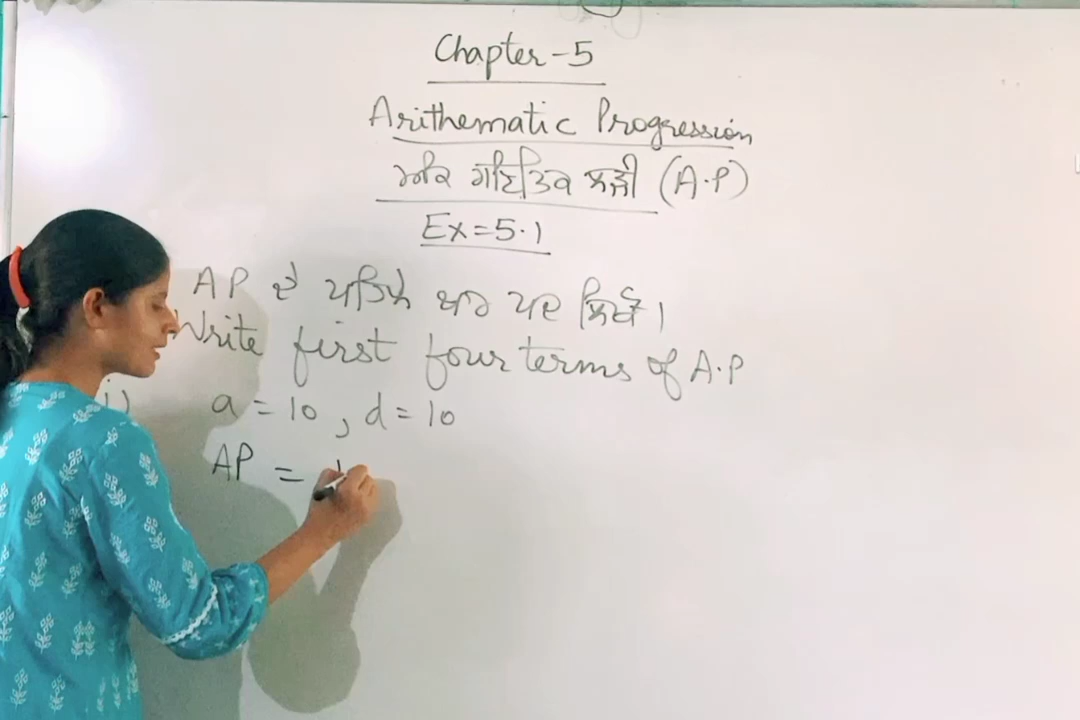 Chapter-5
Arithematic Progression
ਅੰਕ ਗਣਿਤਿਕ ਲੜੀ (A.P)
Ex=5.1
AP ਦੇ ਪਹਿਲੇ ਚਾਰ ਪਦ ਲਿਖੋ।
Write first four terms of A.P
i) a=10, d=10
AP =